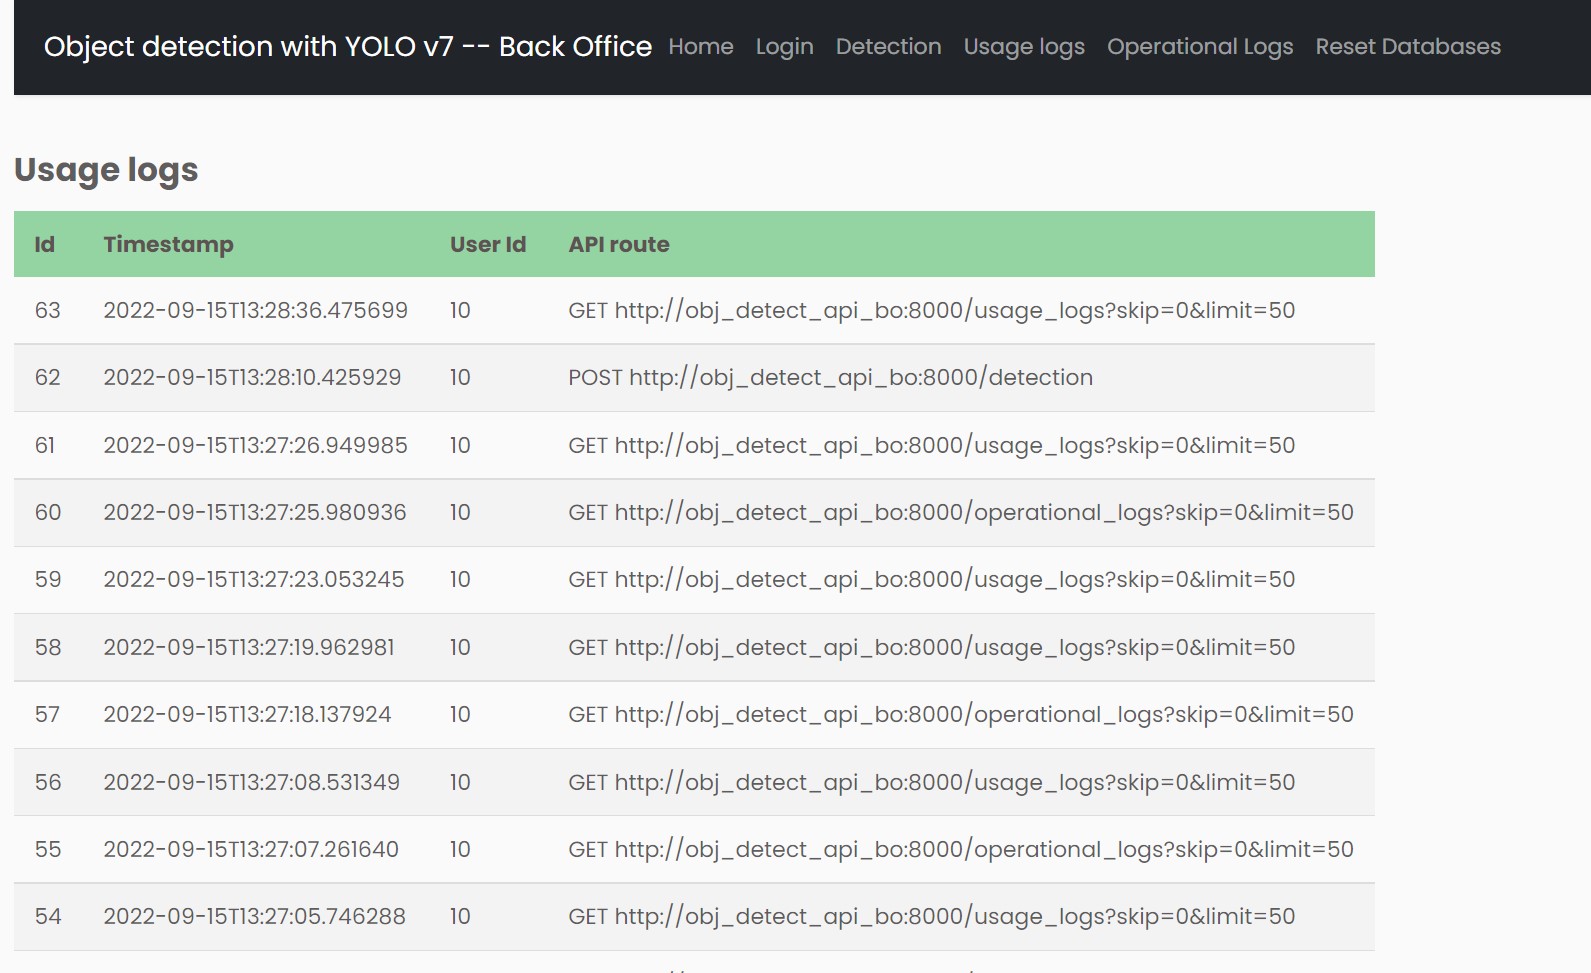 Object detection with YOLO v7 -- Back Office Home Login Detection Usage logs Operational Logs Reset Databases
Usage logs
Id Timestamp User Id API route
63 2022-09-15T13:28:36.475699 10 GET http://obj_detect_api_bo:8000/usage_logs?skip=0&limit=50
62 2022-09-15T13:28:10.425929 10 POST http://obj_detect_api_bo:8000/detection
61 2022-09-15T13:27:26.949985 10 GET http://obj_detect_api_bo:8000/usage_logs?skip=0&limit=50
60 2022-09-15T13:27:25.980936 10 GET http://obj_detect_api_bo:8000/operational_logs?skip=0&limit=50
59 2022-09-15T13:27:23.053245 10 GET http://obj_detect_api_bo:8000/usage_logs?skip=0&limit=50
58 2022-09-15T13:27:19.962981 10 GET http://obj_detect_api_bo:8000/usage_logs?skip=0&limit=50
57 2022-09-15T13:27:18.137924 10 GET http://obj_detect_api_bo:8000/operational_logs?skip=0&limit=50
56 2022-09-15T13:27:08.531349 10 GET http://obj_detect_api_bo:8000/usage_logs?skip=0&limit=50
55 2022-09-15T13:27:07.261640 10 GET http://obj_detect_api_bo:8000/operational_logs?skip=0&limit=50
54 2022-09-15T13:27:05.746288 10 GET http://obj_detect_api_bo:8000/usage_logs?skip=0&limit=50